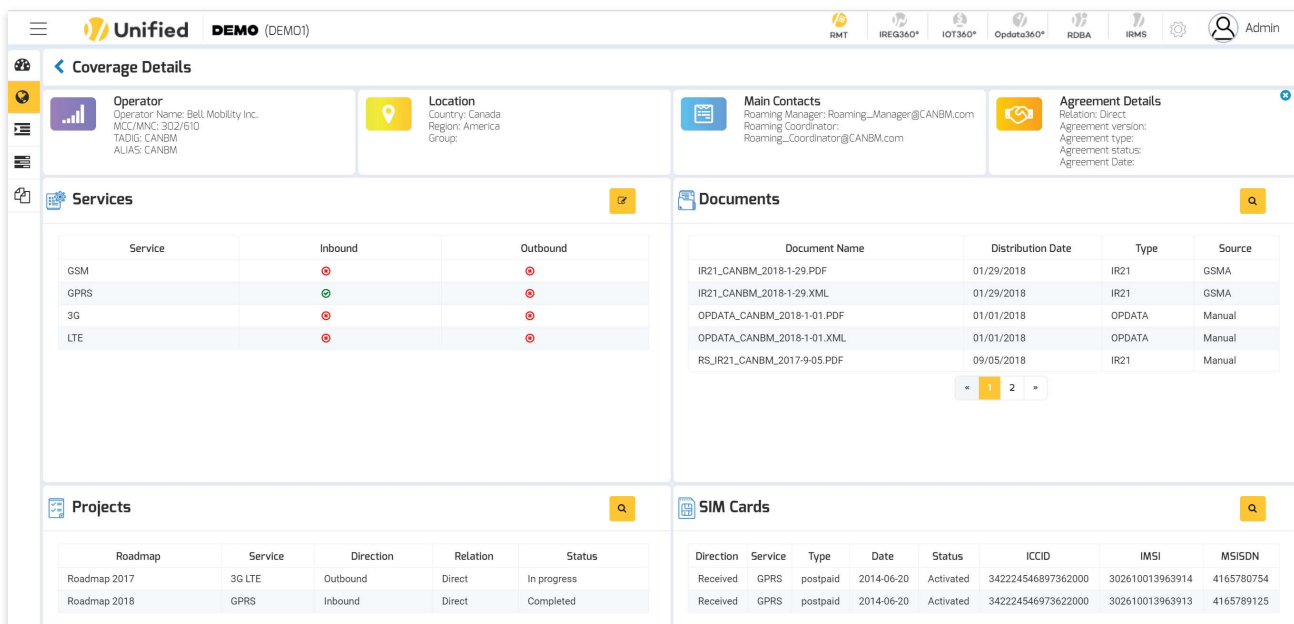 Unified DEMO (DEMO1) RMT IREG360° IOT360° Opdata360° RDBA IRMS Admin
Coverage Details
Operator
Operator Name: Bell Mobility Inc.
MCC/MNC: 302/610
TADIG: CANBM
ALIAS: CANBM
Location
Country: Canada
Region: America
Group:
Main Contacts
Roaming Manager: Roaming_Manager@CANBM.com
Roaming Coordinator:
Roaming_Coordinator@CANBM.com
Agreement Details
Relation: Direct
Agreement version:
Agreement type:
Agreement status:
Agreement Date:
Services
Service Inbound Outbound
GSM
GPRS
3G
LTE
Documents
Document Name Distribution Date Type Source
IR21_CANBM_2018-1-29.PDF 01/29/2018 IR21 GSMA
IR21_CANBM_2018-1-29.XML 01/29/2018 IR21 GSMA
OPDATA_CANBM_2018-1-01.PDF 01/01/2018 OPDATA Manual
OPDATA_CANBM_2018-1-01.XML 01/01/2018 OPDATA Manual
RS_IR21_CANBM_2017-9-05.PDF 09/05/2018 IR21 Manual
« 1 2 »
Projects
Roadmap Service Direction Relation Status
Roadmap 2017 3G LTE Outbound Direct In progress
Roadmap 2018 GPRS Inbound Direct Completed
SIM Cards
Direction Service Type Date Status ICCID IMSI MSISDN
Received GPRS postpaid 2014-06-20 Activated 342224546897362000 302610013963914 4165780754
Received GPRS postpaid 2014-06-20 Activated 342224546973622000 302610013963913 4165789125